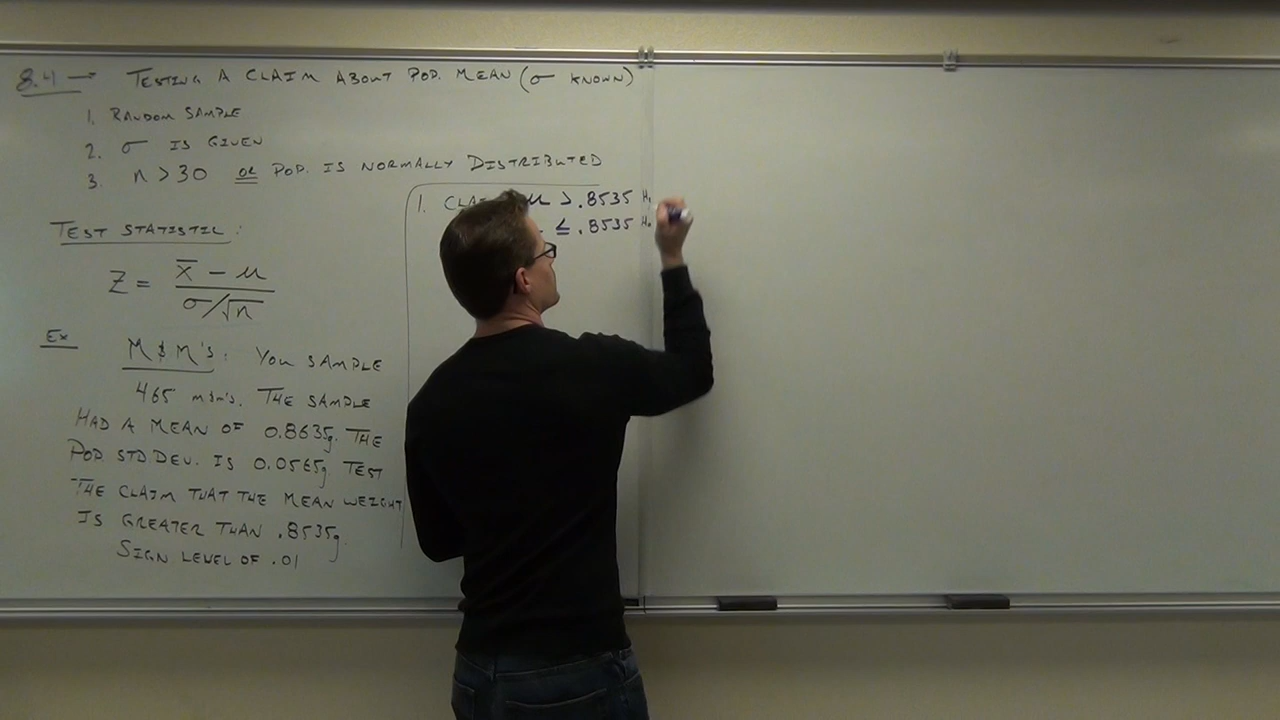 8.4 → TESTING A CLAIM ABOUT POP. MEAN (σ KNOWN)
1. RANDOM SAMPLE
2. σ IS GIVEN
3. n > 30 OR POP. IS NORMALLY DISTRIBUTED
TEST STATISTIC:
Z = (x̄ − μ) / (σ/√n)
EX M&M'S: YOU SAMPLE
465 m&m's. THE SAMPLE
HAD A MEAN OF 0.8635g. THE
POP STD. DEV. IS 0.0565g TEST
THE CLAIM THAT THE MEAN WEIGHT
IS GREATER THAN .8535g.
SIGN LEVEL OF .01
1. μ > .8535 H₁
≤ .8535 H₀